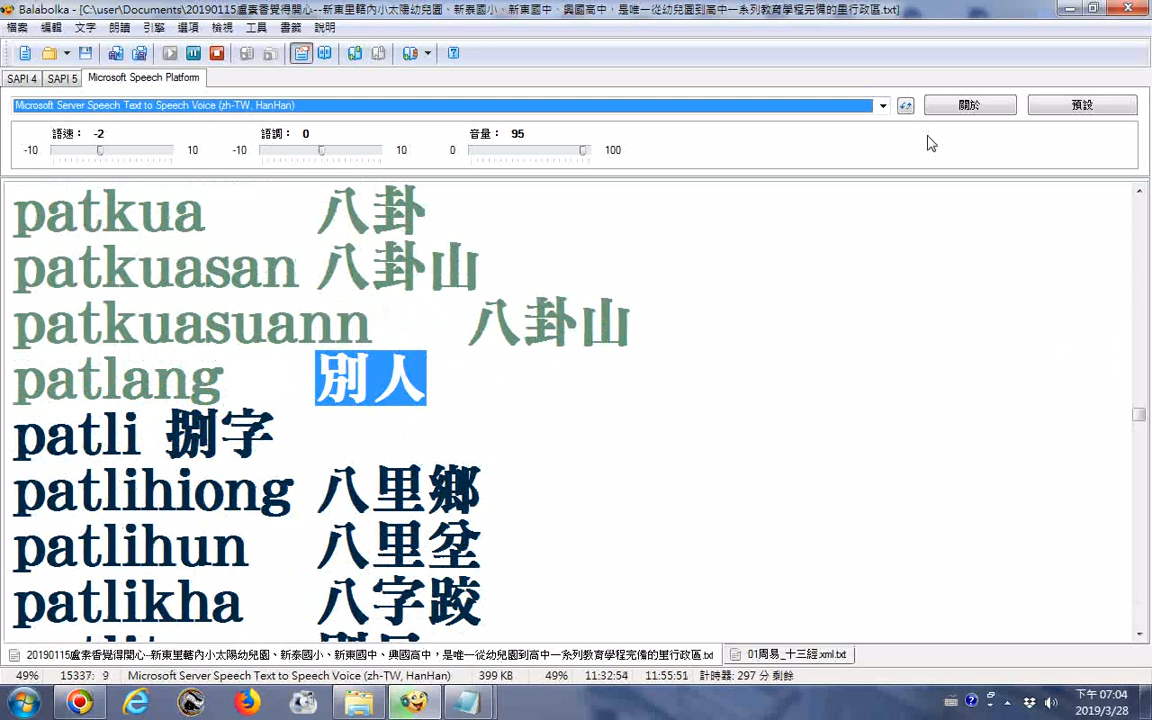 Balabolka - [C:\user\Documents\20190115盧素香覺得開心--新東里轄內小太陽幼兒園、新泰國小、新東國中、興國高中，是唯一從幼兒園到高中一系列教育學程完備的里行政區.txt]
檔案 編輯 文字 朗讀 引擎 選項 檢視 工具 書籤 說明
SAPI 4 SAPI 5 Microsoft Speech Platform
Microsoft Server Speech Text to Speech Voice (zh-TW, HanHan) 關於 預設
語速： -2 語調： 0 音量： 95
-10 10 -10 10 0 100
patkua 八卦
patkuasan 八卦山
patkuasuann 八卦山
patlang 別人
patli 捌字
patlihiong 八里鄉
patlihun 八里坌
patlikha 八字跤
20190115盧素香覺得開心--新東里轄內小太陽幼兒園、新泰國小、新東國中、興國高中，是唯一從幼兒園到高中一系列教育學程完備的里行政區.txt 01周易_十三經.xml.txt
49% 15337: 9 Microsoft Server Speech Text to Speech Voice (zh-TW, HanHan) 399 KB 49% 11:32:54 11:55:51 計時器: 297 分 剩餘
下午 07:04
2019/3/28